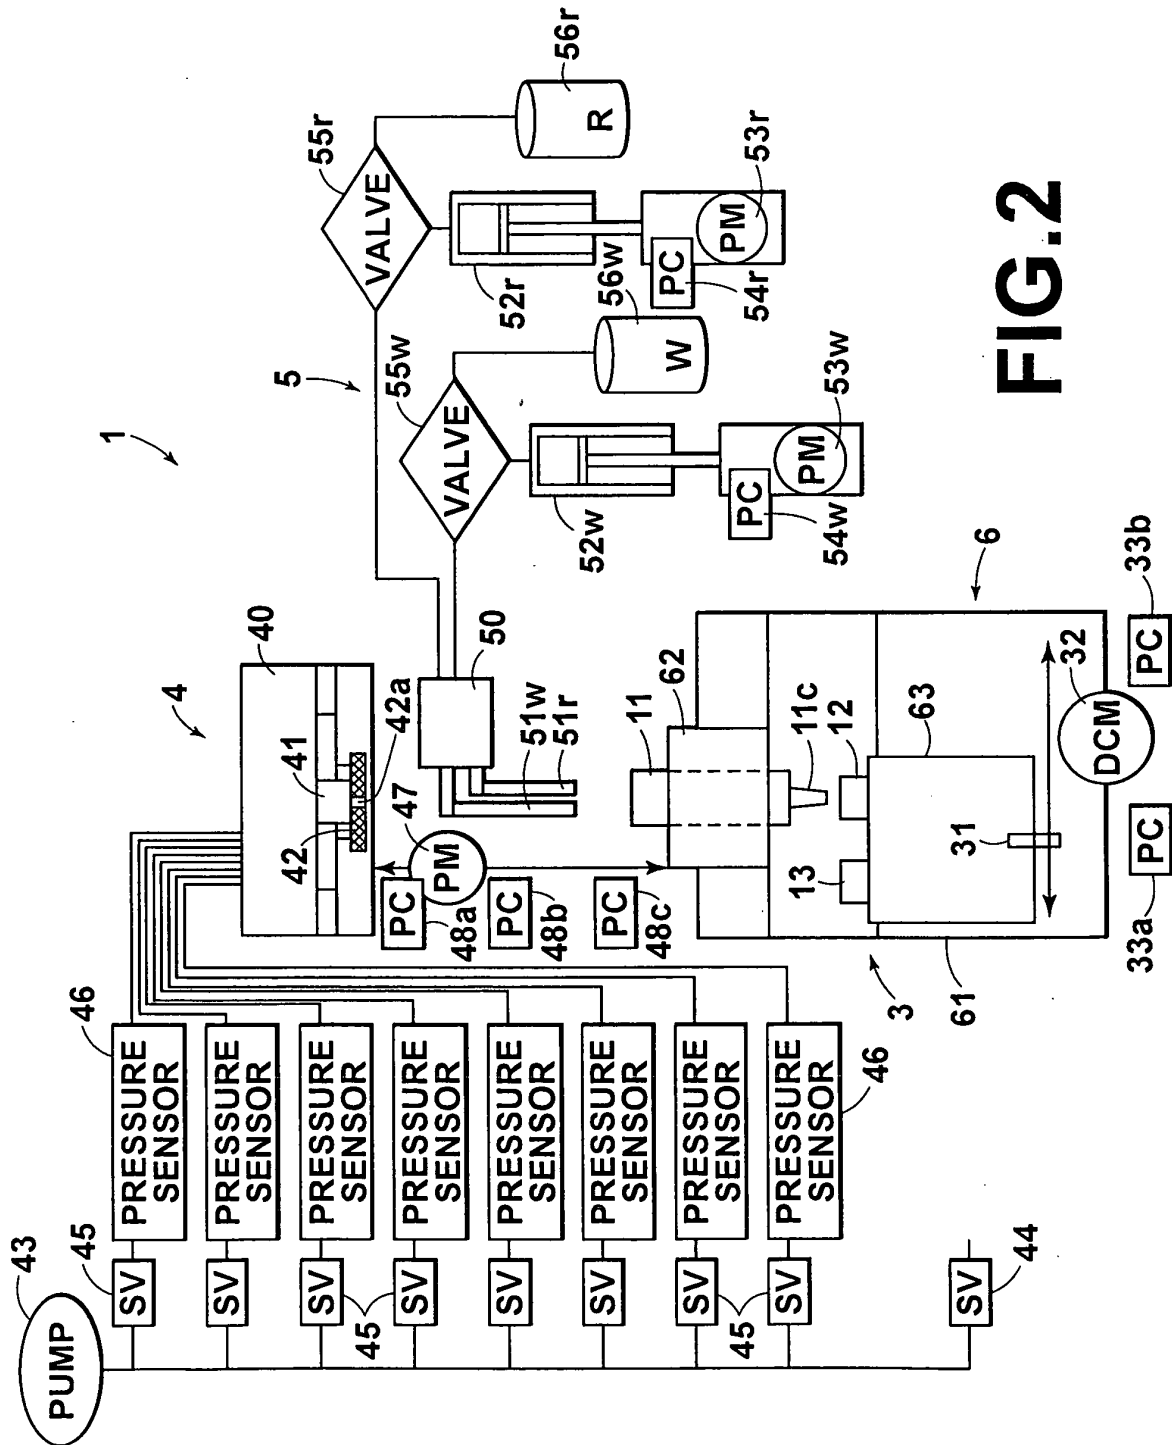 1
PUMP
43
SV
45
PRESSURE
SENSOR
46
SV
PRESSURE
SENSOR
SV
PRESSURE
SENSOR
45
SV
PRESSURE
SENSOR
SV
PRESSURE
SENSOR
SV
PRESSURE
SENSOR
SV
PRESSURE
SENSOR
45
SV
PRESSURE
SENSOR
46
SV
44
4
40
41
42
42a
47
PM
PC
48a
PC
48b
PC
48c
5
50
51w
51r
55w
VALVE
52w
PC
54w
PM
53w
W
56w
55r
VALVE
52r
PC
54r
PM
53r
R
56r
62
11
11c
12
13
63
31
3
61
6
32
DCM
PC
33a
PC
33b
FIG.2